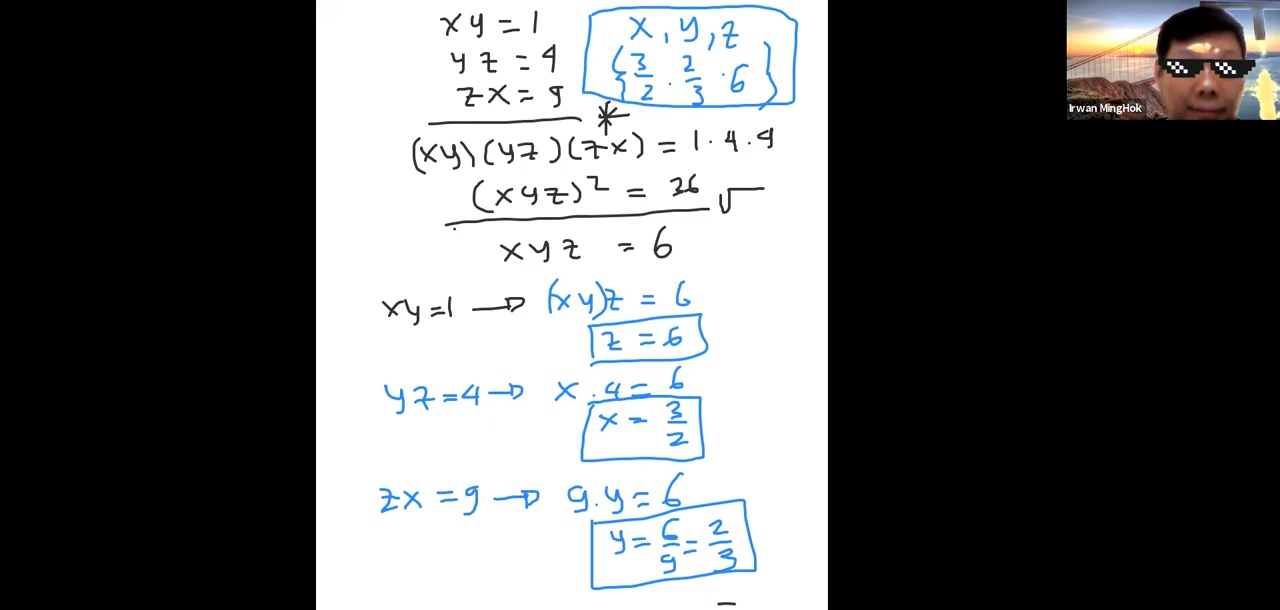 xy = 1
yz = 4
zx = 9
x, y, z
{3/2 . 2/3 . 6}
*
(xy)(yz)(zx) = 1 . 4 . 9
(xyz)² = 36 √
xyz = 6
xy = 1 → (xy)z = 6
z = 6
yz = 4 → x . 4 = 6
x = 3/2
zx = 9 → 9 . y = 6
y = 6/9 = 2/3
Irwan MingHok